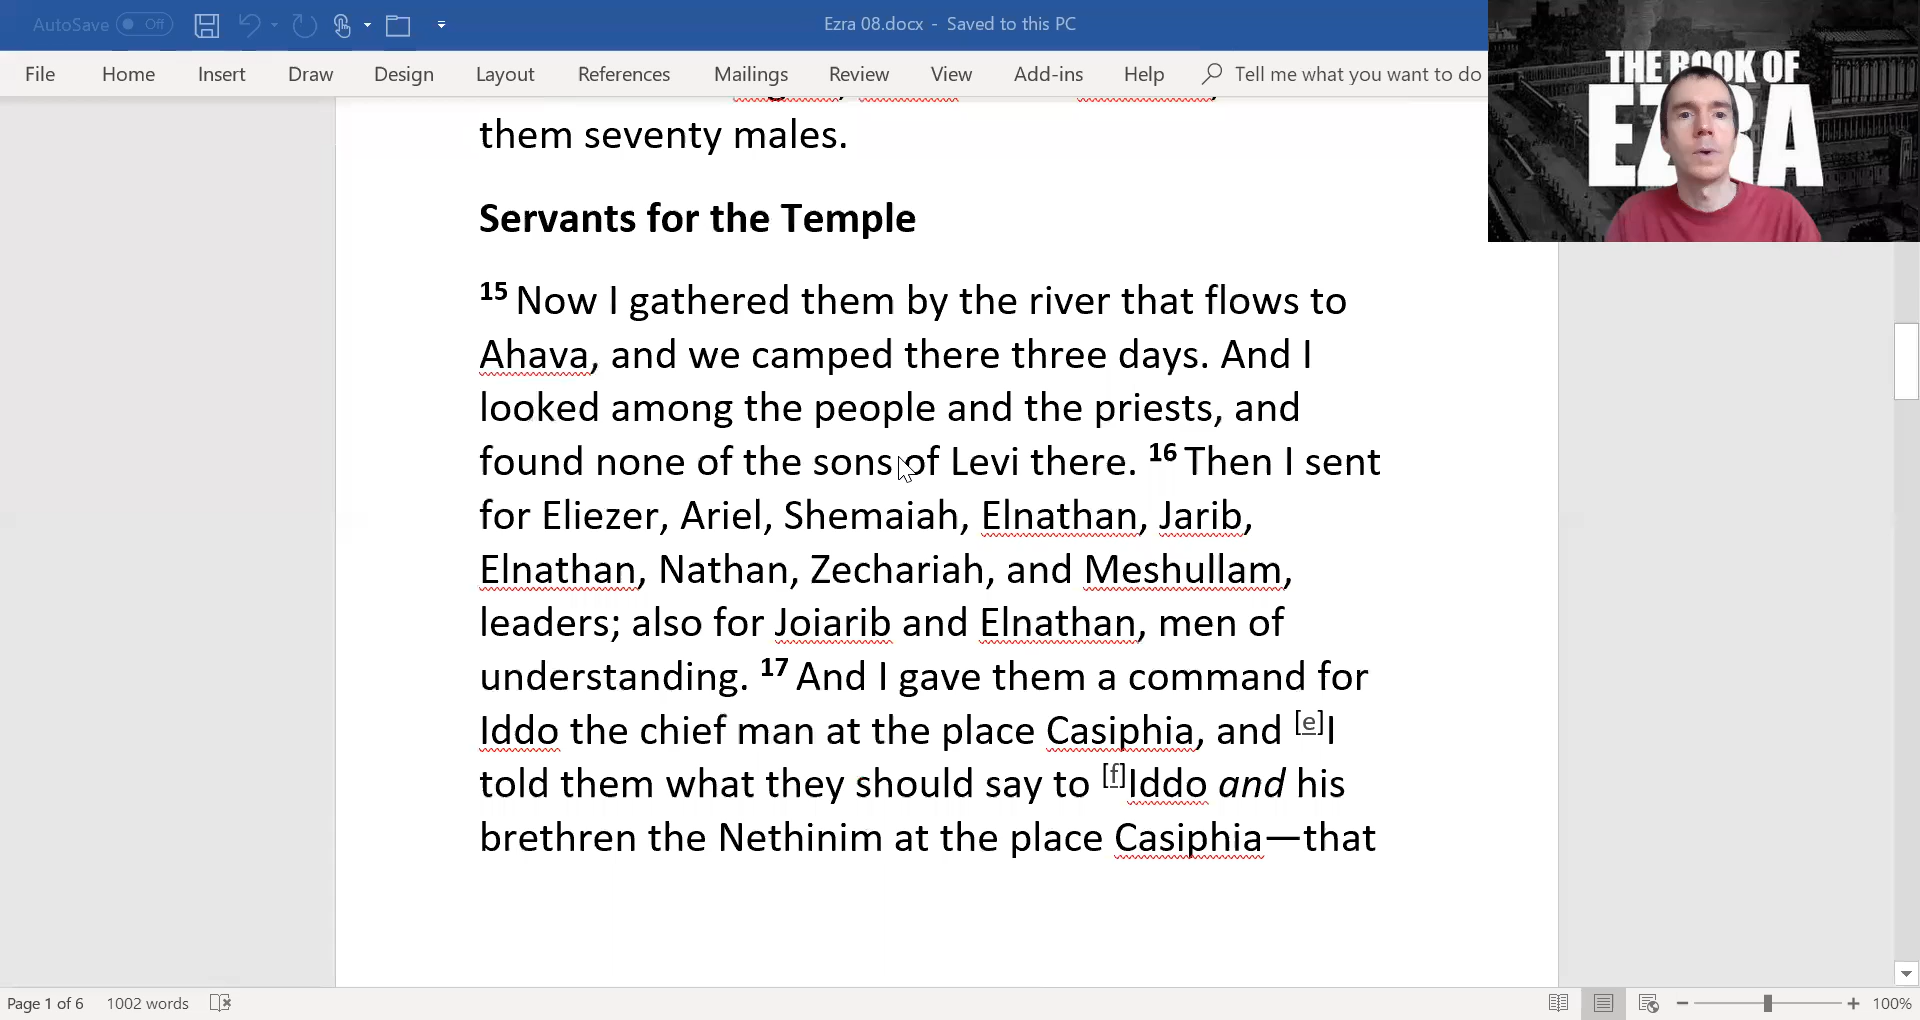 AutoSave Off
Ezra 08.docx - Saved to this PC
File Home Insert Draw Design Layout References Mailings Review View Add-ins Help Tell me what you want to do
THE BOOK OF
them seventy males.
Servants for the Temple
15 Now I gathered them by the river that flows to
Ahava, and we camped there three days. And I
looked among the people and the priests, and
found none of the sons of Levi there. 16 Then I sent
for Eliezer, Ariel, Shemaiah, Elnathan, Jarib,
Elnathan, Nathan, Zechariah, and Meshullam,
leaders; also for Joiarib and Elnathan, men of
understanding. 17 And I gave them a command for
Iddo the chief man at the place Casiphia, and [e]I
told them what they should say to [f]Iddo and his
brethren the Nethinim at the place Casiphia—that
Page 1 of 6 1002 words
100%